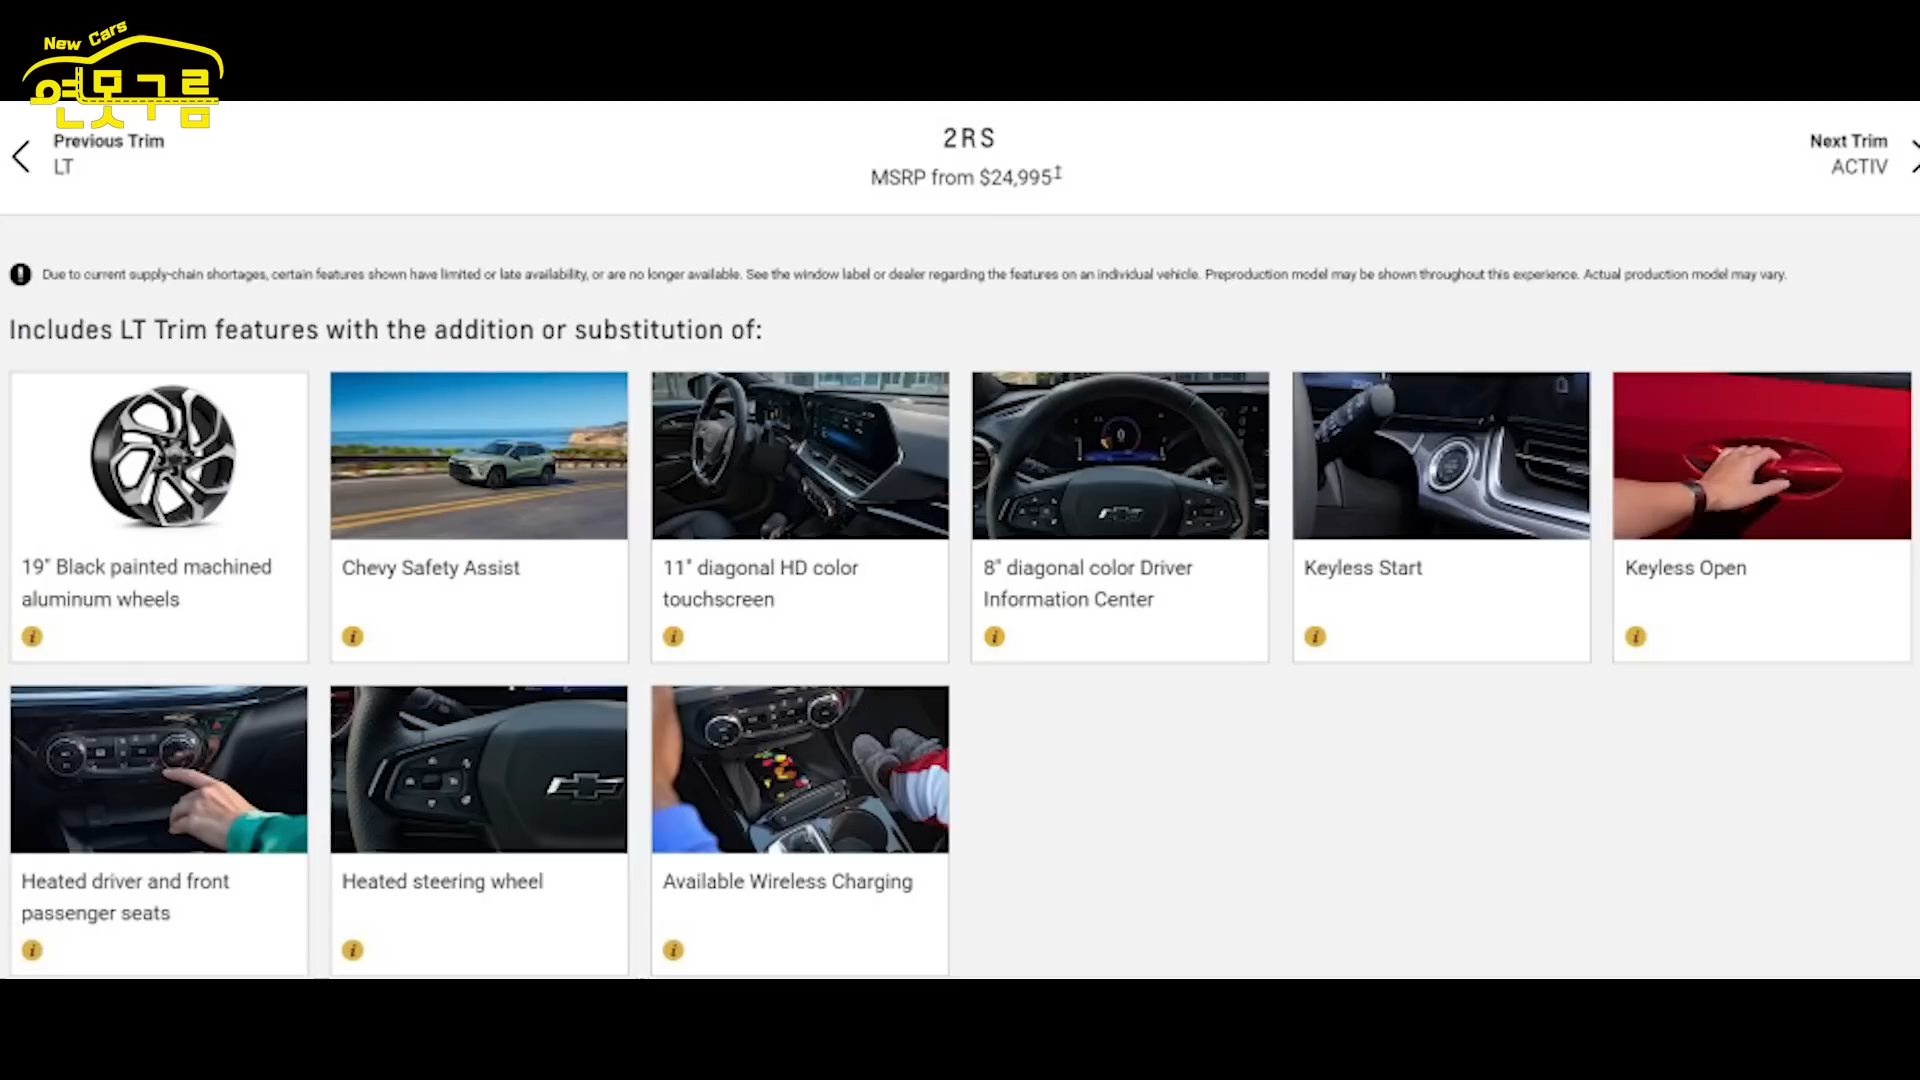 New Cars
연못구름
Previous Trim
LT
2RS
MSRP from $24,995‡
Next Trim
ACTIV
Due to current supply-chain shortages, certain features shown have limited or late availability, or are no longer available. See the window label or dealer regarding the features on an individual vehicle. Preproduction model may be shown throughout this experience. Actual production model may vary.
Includes LT Trim features with the addition or substitution of:
19" Black painted machined
aluminum wheels
Chevy Safety Assist
11" diagonal HD color
touchscreen
8" diagonal color Driver
Information Center
Keyless Start
Keyless Open
Heated driver and front
passenger seats
Heated steering wheel
Available Wireless Charging